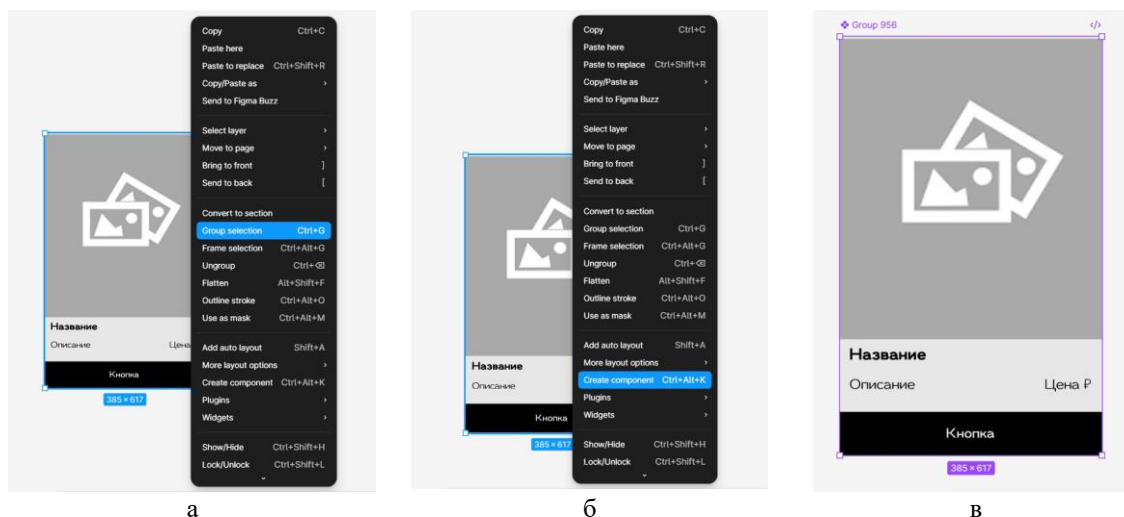 Copy Ctrl+C
Paste here
Paste to replace Ctrl+Shift+R
Copy/Paste as ›
Send to Figma Buzz
Select layer ›
Move to page ›
Bring to front ]
Send to back [
Convert to section
Group selection Ctrl+G
Frame selection Ctrl+Alt+G
Ungroup Ctrl+⌫
Flatten Alt+Shift+F
Outline stroke Ctrl+Alt+O
Use as mask Ctrl+Alt+M
Add auto layout Shift+A
More layout options ›
Create component Ctrl+Alt+K
Plugins ›
Widgets ›
Show/Hide Ctrl+Shift+H
Lock/Unlock Ctrl+Shift+L
Название
Описание Цена
Кнопка
385 × 617
а
Copy Ctrl+C
Paste here
Paste to replace Ctrl+Shift+R
Copy/Paste as ›
Send to Figma Buzz
Select layer ›
Move to page ›
Bring to front ]
Send to back [
Convert to section
Group selection Ctrl+G
Frame selection Ctrl+Alt+G
Ungroup Ctrl+⌫
Flatten Alt+Shift+F
Outline stroke Ctrl+Alt+O
Use as mask Ctrl+Alt+M
Add auto layout Shift+A
More layout options ›
Create component Ctrl+Alt+K
Plugins ›
Widgets ›
Show/Hide Ctrl+Shift+H
Lock/Unlock Ctrl+Shift+L
Название
Описание
Кнопка
385 × 617
б
Group 956 </>
Название
Описание Цена ₽
Кнопка
385 × 617
в